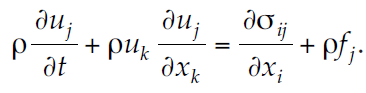 ρ ∂u_j/∂t + ρu_k ∂u_j/∂x_k = ∂σ_ij/∂x_i + ρf_j.